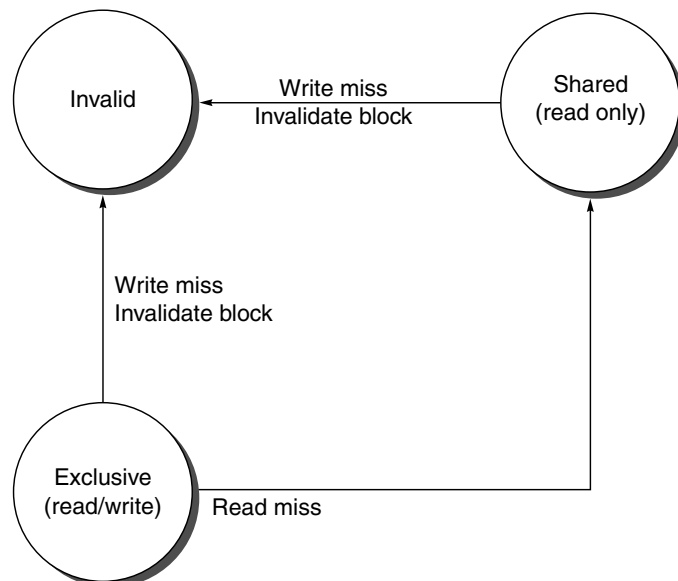 Invalid
Write miss
Invalidate block
Shared
(read only)
Write miss
Invalidate block
Exclusive
(read/write)
Read miss